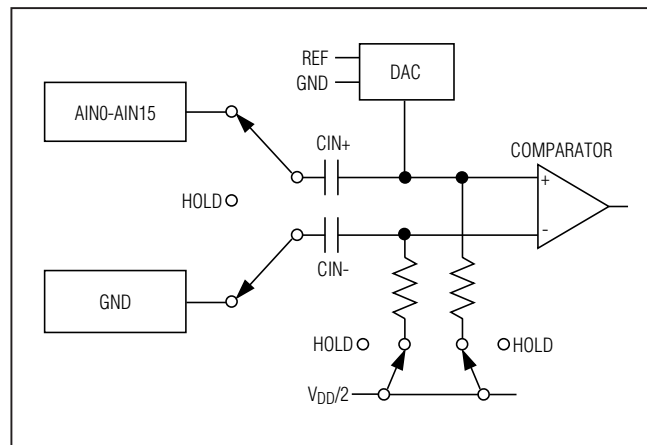 REF
GND
DAC
AIN0-AIN15
CIN+
COMPARATOR
+
HOLD
-
CIN-
GND
HOLD
HOLD
VDD/2